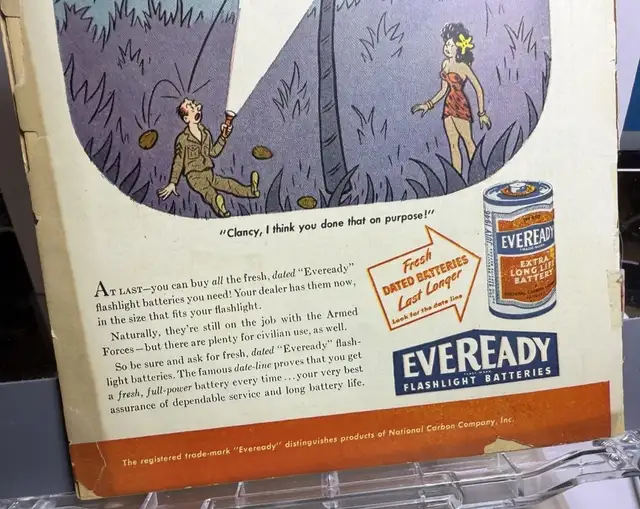 "Clancy, I think you done that on purpose!"
AT LAST—you can buy all the fresh, dated "Eveready"
flashlight batteries you need! Your dealer has them now,
in the size that fits your flashlight.
Naturally, they're still on the job with the Armed
Forces—but there are plenty for civilian use, as well.
So be sure and ask for fresh, dated "Eveready" flash-
light batteries. The famous date-line proves that you get
a fresh, full-power battery every time...your very best
assurance of dependable service and long battery life.
Fresh
DATED BATTERIES
Last Longer
Look for the date line
JULY 1946
EVEREADY
TRADE-MARK
EXTRA
LONG LIFE
BATTERY
EVEREADY
TRADE-MARK
FLASHLIGHT BATTERIES
The registered trade-mark "Eveready" distinguishes products of National Carbon Company, Inc.